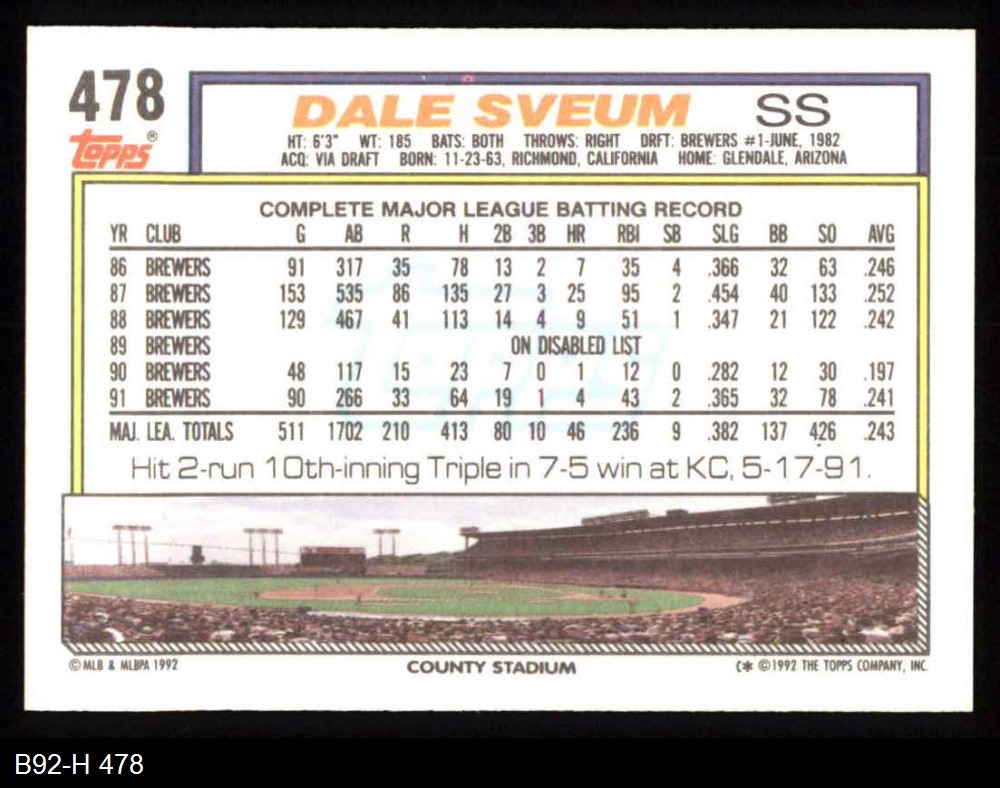 478
Topps®
DALE SVEUM SS
HT: 6'3" WT: 185 BATS: BOTH THROWS: RIGHT DRFT: BREWERS #1-JUNE, 1982
ACQ: VIA DRAFT BORN: 11-23-63, RICHMOND, CALIFORNIA HOME: GLENDALE, ARIZONA
COMPLETE MAJOR LEAGUE BATTING RECORD
YR CLUB G AB R H 2B 3B HR RBI SB SLG BB SO AVG
86 BREWERS 91 317 35 78 13 2 7 35 4 .366 32 63 .246
87 BREWERS 153 535 86 135 27 3 25 95 2 .454 40 133 .252
88 BREWERS 129 467 41 113 14 4 9 51 1 .347 21 122 .242
89 BREWERS ON DISABLED LIST
90 BREWERS 48 117 15 23 7 0 1 12 0 .282 12 30 .197
91 BREWERS 90 266 33 64 19 1 4 43 2 .365 32 78 .241
MAJ. LEA. TOTALS 511 1702 210 413 80 10 46 236 9 .382 137 426 .243
Hit 2-run 10th-inning Triple in 7-5 win at KC, 5-17-91.
© MLB & MLBPA 1992 COUNTY STADIUM C* ©1992 THE TOPPS COMPANY, INC.
B92-H 478